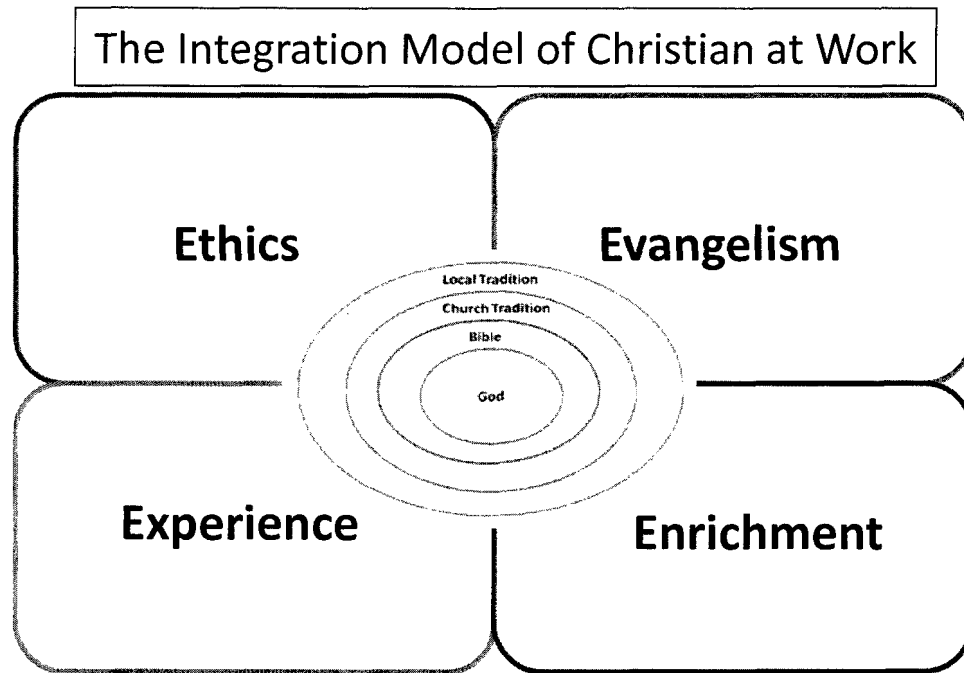 The Integration Model of Christian at Work
Ethics
Evangelism
Local Tradition
Church Tradition
Bible
God
Experience
Enrichment